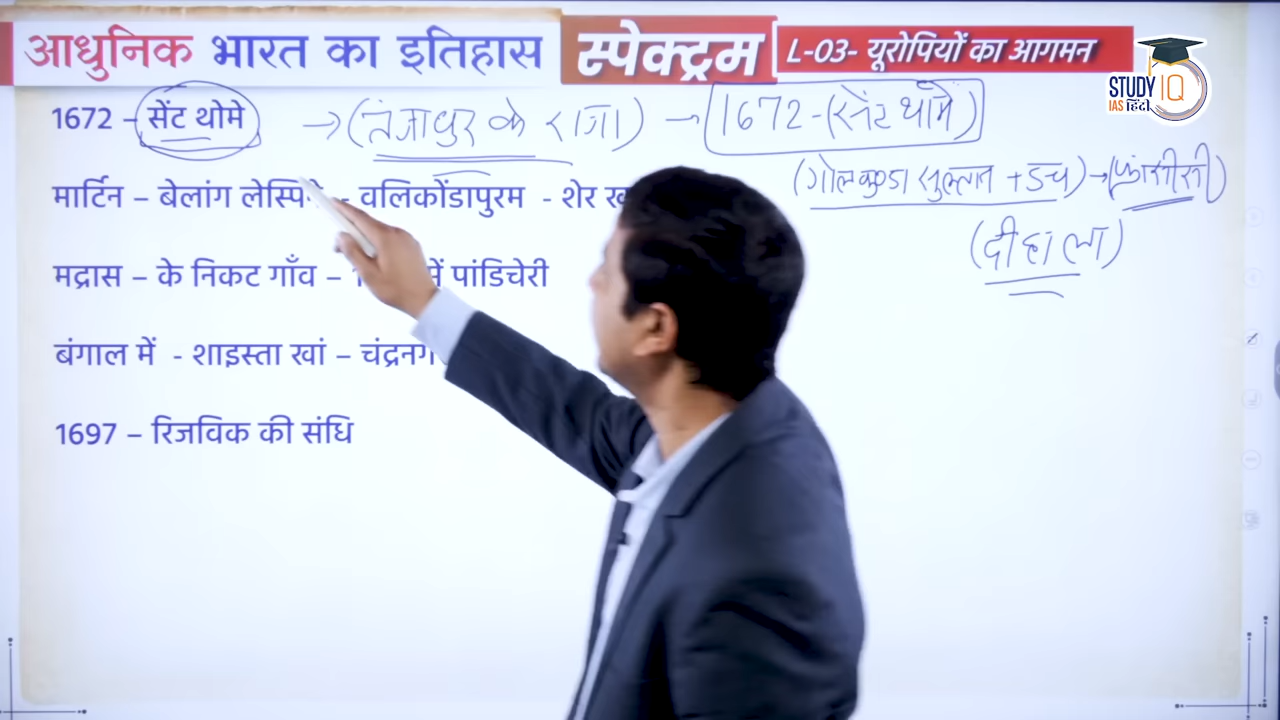 आधुनिक भारत का इतिहास
स्पेक्ट्रम
L-03- यूरोपियों का आगमन
STUDY IQ
IAS हिंदी
1672 – सेंट थोमे → (तंजापुर के राजा) → 1672-(सेंट थोमे)
(गोलकुण्डा सुल्तान + डच) → (फ्रांसीसी)
(दीहाला)
मार्टिन – बेलांग लेस्पि – वलिकोंडापुरम - शेर
मद्रास – के निकट गाँव – में पांडिचेरी
बंगाल में - शाइस्ता खां – चंद्रनग
1697 – रिजविक की संधि